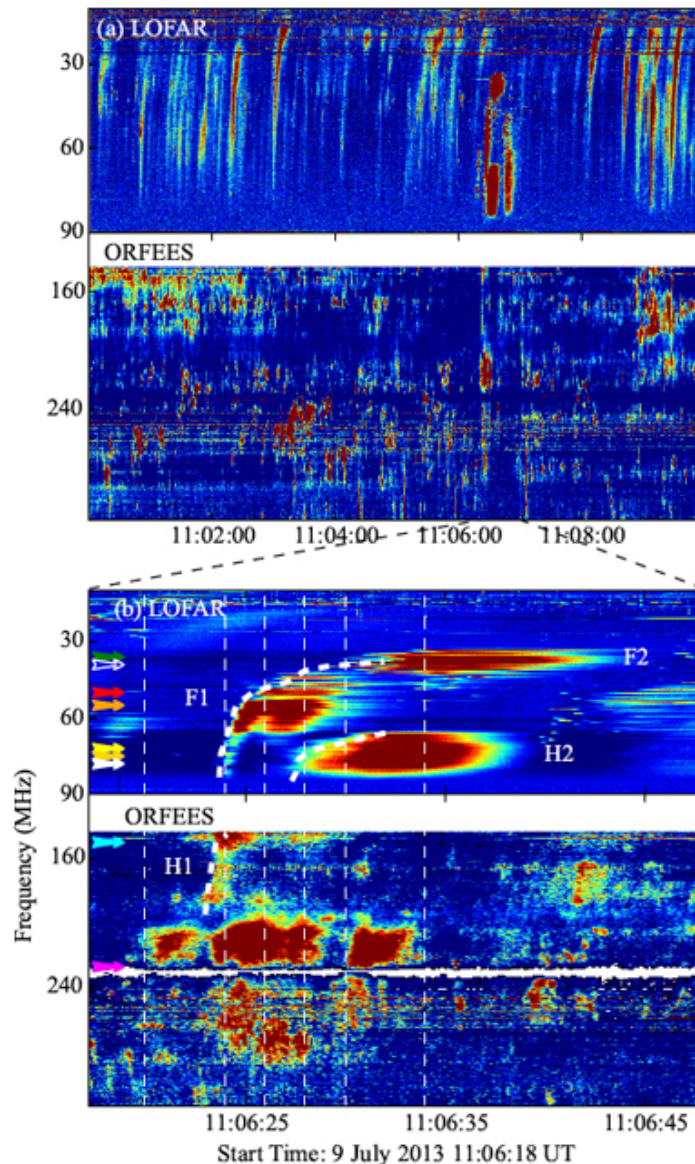 (a) LOFAR
30
60
90
ORFEES
160
240
11:02:00 11:04:00 11:06:00 11:08:00
(b) LOFAR
30
F2
F1
60
H2
90
ORFEES
160
H1
240
Frequency (MHz)
11:06:25 11:06:35 11:06:45
Start Time: 9 July 2013 11:06:18 UT